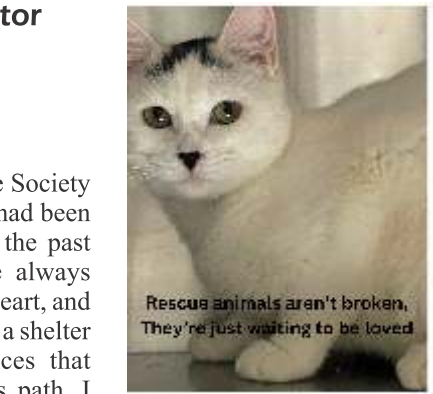 tor
e Society
had been
the past
e always
eart, and
a shelter
ces that
s path. I
Rescue animals aren't broken,
They're just waiting to be loved